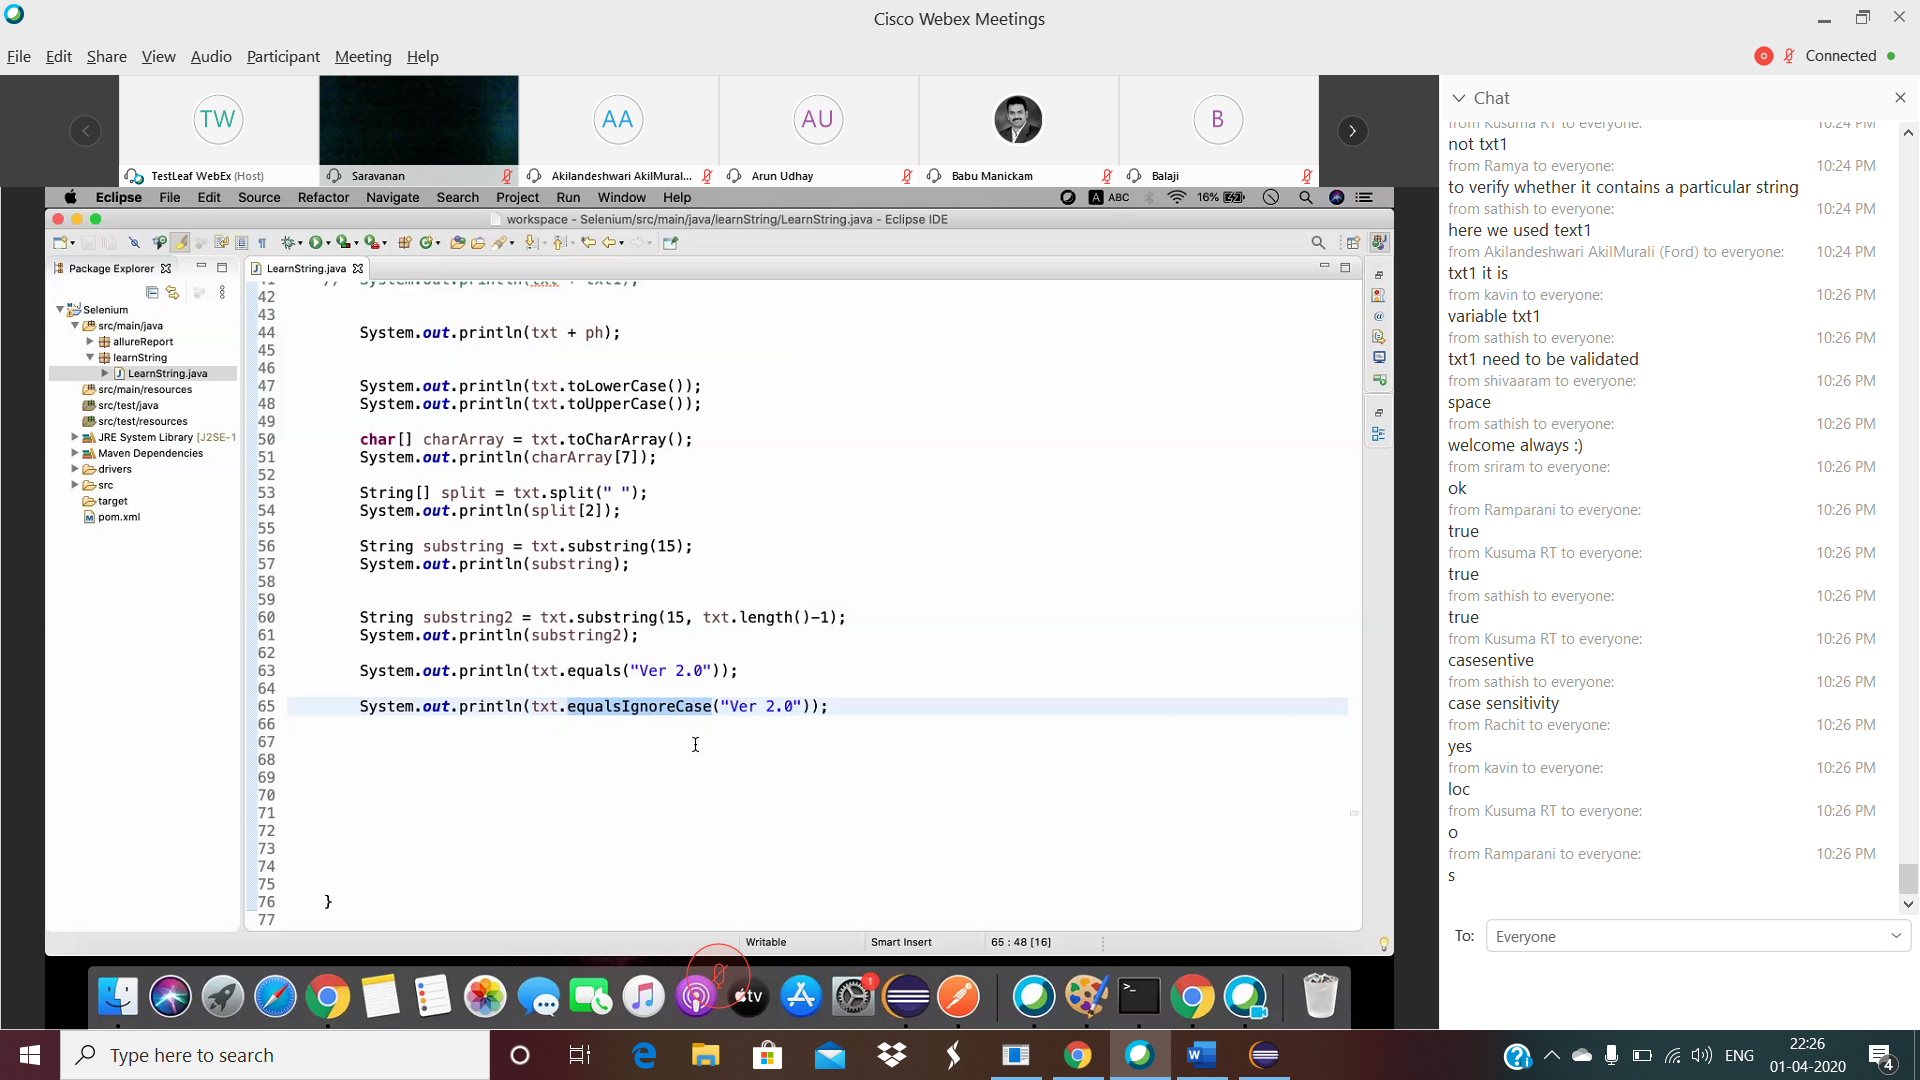 Cisco Webex Meetings
File Edit Share View Audio Participant Meeting Help
Connected
TW
AA
AU
B
TestLeaf WebEx (Host)
Saravanan
Akilandeshwari AkilMural...
Arun Udhay
Babu Manickam
Balaji
Eclipse File Edit Source Refactor Navigate Search Project Run Window Help
A ABC
16%
workspace - Selenium/src/main/java/learnString/LearnString.java - Eclipse IDE
Package Explorer
Selenium
src/main/java
allureReport
learnString
LearnString.java
src/main/resources
src/test/java
src/test/resources
JRE System Library [J2SE-1
Maven Dependencies
drivers
src
target
pom.xml
LearnString.java
41 // System.out.println(txt + txt1);
42
43
44 System.out.println(txt + ph);
45
46
47 System.out.println(txt.toLowerCase());
48 System.out.println(txt.toUpperCase());
49
50 char[] charArray = txt.toCharArray();
51 System.out.println(charArray[7]);
52
53 String[] split = txt.split(" ");
54 System.out.println(split[2]);
55
56 String substring = txt.substring(15);
57 System.out.println(substring);
58
59
60 String substring2 = txt.substring(15, txt.length()-1);
61 System.out.println(substring2);
62
63 System.out.println(txt.equals("Ver 2.0"));
64
65 System.out.println(txt.equalsIgnoreCase("Ver 2.0"));
66
67
68
69
70
71
72
73
74
75
76 }
77
Writable
Smart Insert
65 : 48 [16]
1
tv
Chat
from Kusuma RT to everyone: 10:24 PM
not txt1
from Ramya to everyone: 10:24 PM
to verify whether it contains a particular string
from sathish to everyone: 10:24 PM
here we used text1
from Akilandeshwari AkilMurali (Ford) to everyone: 10:24 PM
txt1 it is
from kavin to everyone: 10:26 PM
variable txt1
from sathish to everyone: 10:26 PM
txt1 need to be validated
from shivaaram to everyone: 10:26 PM
space
from sathish to everyone: 10:26 PM
welcome always :)
from sriram to everyone: 10:26 PM
ok
from Ramparani to everyone: 10:26 PM
true
from Kusuma RT to everyone: 10:26 PM
true
from sathish to everyone: 10:26 PM
true
from Kusuma RT to everyone: 10:26 PM
casesentive
from sathish to everyone: 10:26 PM
case sensitivity
from Rachit to everyone: 10:26 PM
yes
from kavin to everyone: 10:26 PM
loc
from Kusuma RT to everyone: 10:26 PM
o
from Ramparani to everyone: 10:26 PM
s
To: Everyone
Type here to search
ENG
22:26
01-04-2020
4